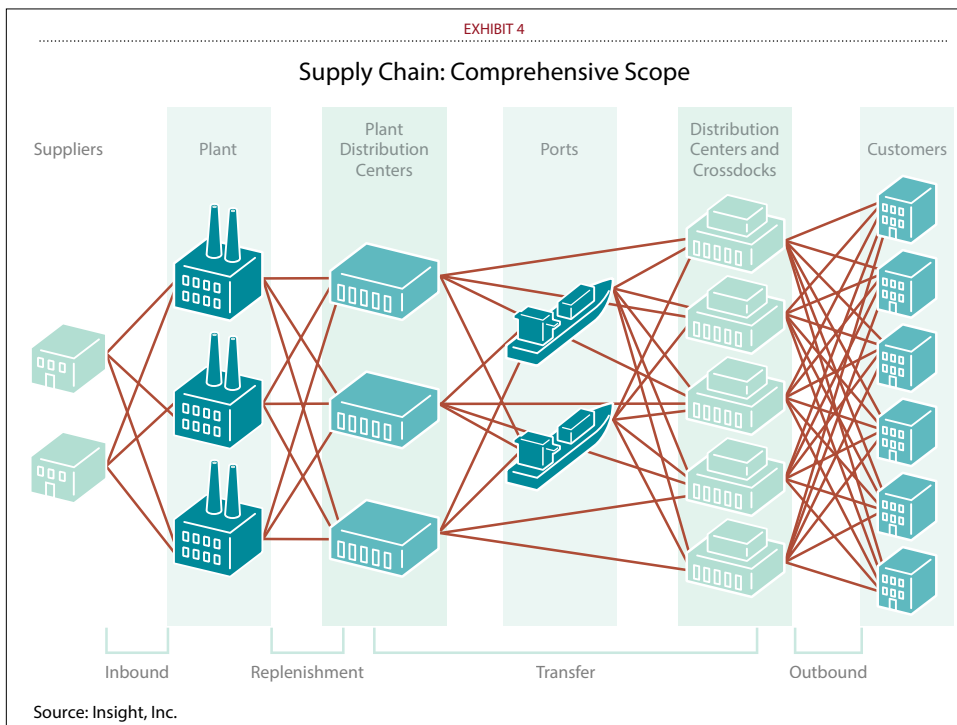 EXHIBIT 4
Supply Chain: Comprehensive Scope
Suppliers
Plant
Plant
Distribution
Centers
Ports
Distribution
Centers and
Crossdocks
Customers
Inbound
Replenishment
Transfer
Outbound
Source: Insight, Inc.